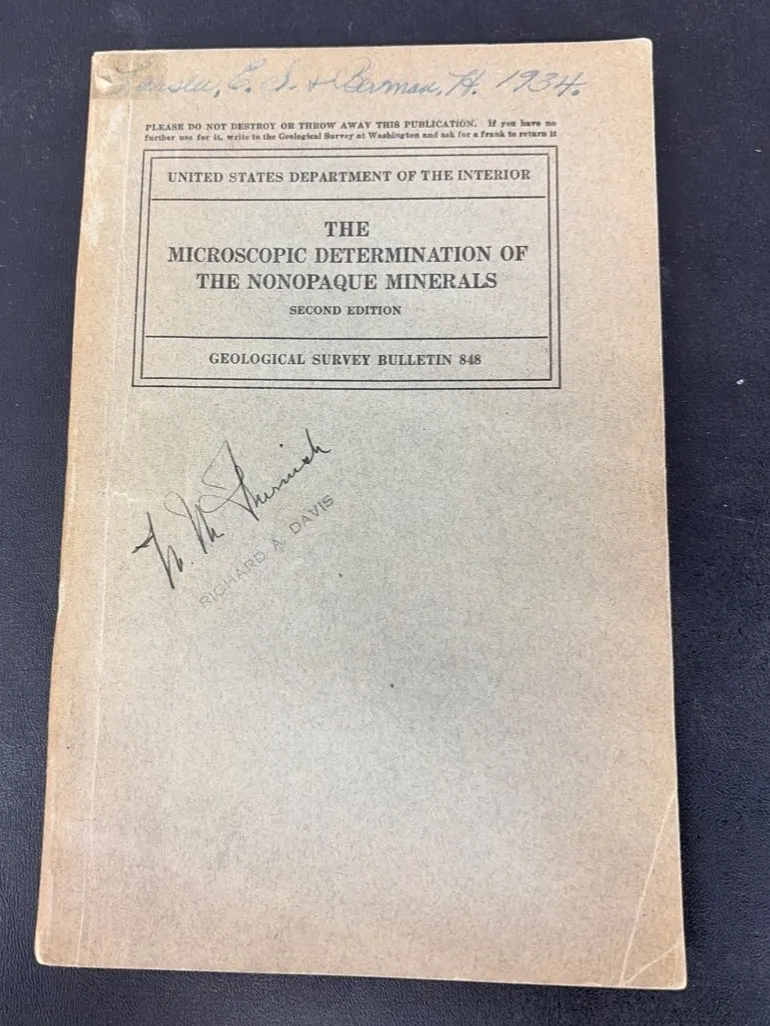 Larsen, E. S. + Berman, H. 1934.
PLEASE DO NOT DESTROY OR THROW AWAY THIS PUBLICATION. If you have no
further use for it, write to the Geological Survey at Washington and ask for a frank to return it
UNITED STATES DEPARTMENT OF THE INTERIOR
THE
MICROSCOPIC DETERMINATION OF
THE NONOPAQUE MINERALS
SECOND EDITION
GEOLOGICAL SURVEY BULLETIN 848
RICHARD A. DAVIS